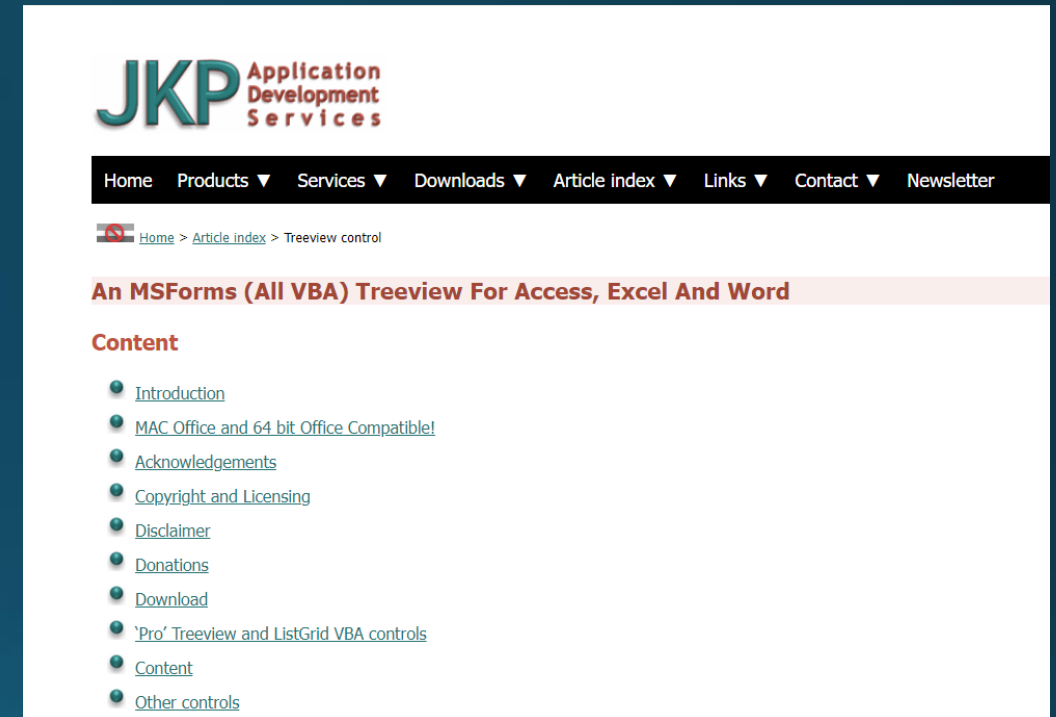 JKP Application
Development
Services
Home Products ▼ Services ▼ Downloads ▼ Article index ▼ Links ▼ Contact ▼ Newsletter
Home > Article index > Treeview control
An MSForms (All VBA) Treeview For Access, Excel And Word
Content
Introduction
MAC Office and 64 bit Office Compatible!
Acknowledgements
Copyright and Licensing
Disclaimer
Donations
Download
‘Pro’ Treeview and ListGrid VBA controls
Content
Other controls